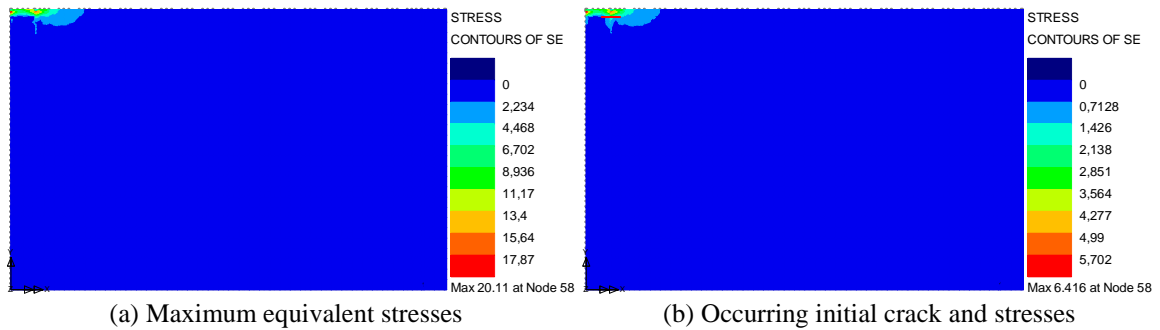 STRESS
CONTOURS OF SE
0
2,234
4,468
6,702
8,936
11,17
13,4
15,64
17,87
Max 20.11 at Node 58
(a) Maximum equivalent stresses
STRESS
CONTOURS OF SE
0
0,7128
1,426
2,138
2,851
3,564
4,277
4,99
5,702
Max 6.416 at Node 58
(b) Occurring initial crack and stresses